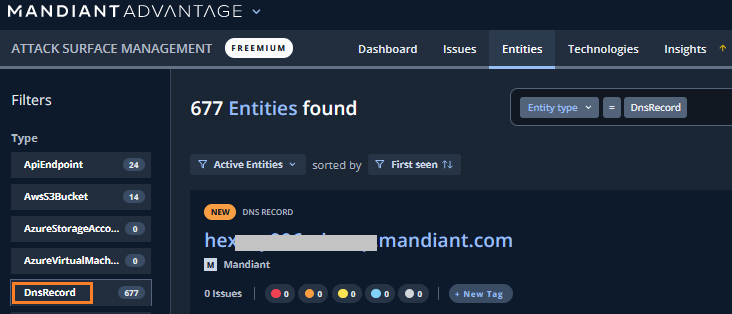 MANDIANT ADVANTAGE
ATTACK SURFACE MANAGEMENT FREEMIUM Dashboard Issues Entities Technologies Insights
Filters
Type
ApiEndpoint 24
AwsS3Bucket 14
AzureStorageAcco... 0
AzureVirtualMach... 0
DnsRecord 677
677 Entities found
Entity type = DnsRecord
Active Entities sorted by First seen
NEW DNS RECORD
hex mandiant.com
M Mandiant
0 Issues 0 0 0 0 0 + New Tag